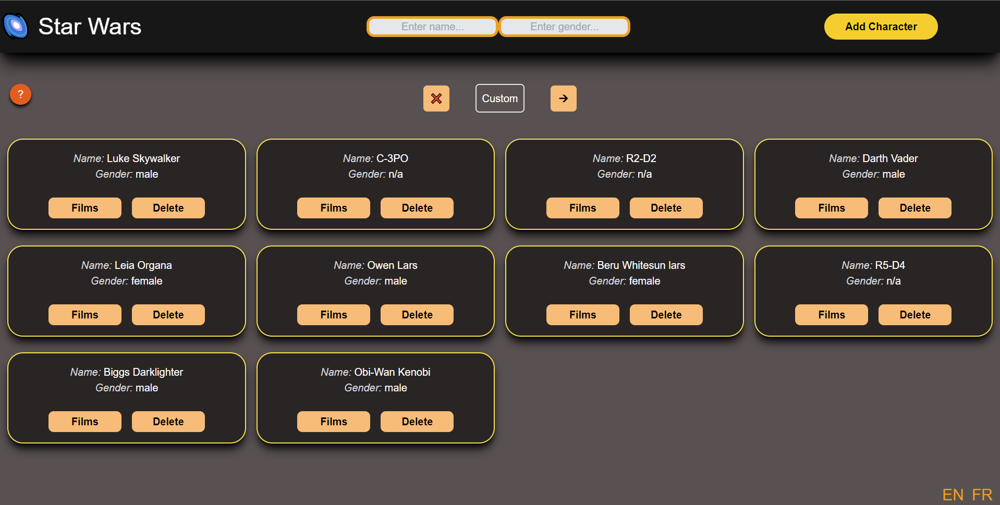 Star Wars
Enter name... Enter gender...
Add Character
?
Custom
Name: Luke Skywalker
Gender: male
Films Delete
Name: C-3PO
Gender: n/a
Films Delete
Name: R2-D2
Gender: n/a
Films Delete
Name: Darth Vader
Gender: male
Films Delete
Name: Leia Organa
Gender: female
Films Delete
Name: Owen Lars
Gender: male
Films Delete
Name: Beru Whitesun lars
Gender: female
Films Delete
Name: R5-D4
Gender: n/a
Films Delete
Name: Biggs Darklighter
Gender: male
Films Delete
Name: Obi-Wan Kenobi
Gender: male
Films Delete
EN FR